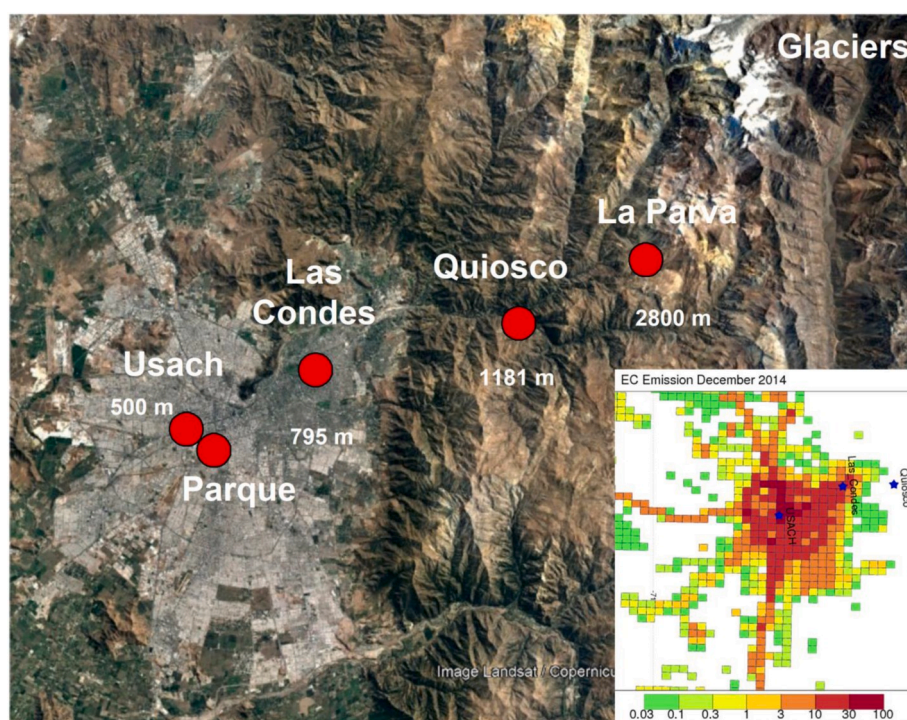 Glaciers
La Parva
Las
Condes
Quiosco
2800 m
Usach
1181 m
500 m
795 m
Parque
EC Emission December 2014
Las Condes
Quiosco
USACH
Image Landsat / Copernicu
0.03 0.1 0.3 1 3 10 30 100